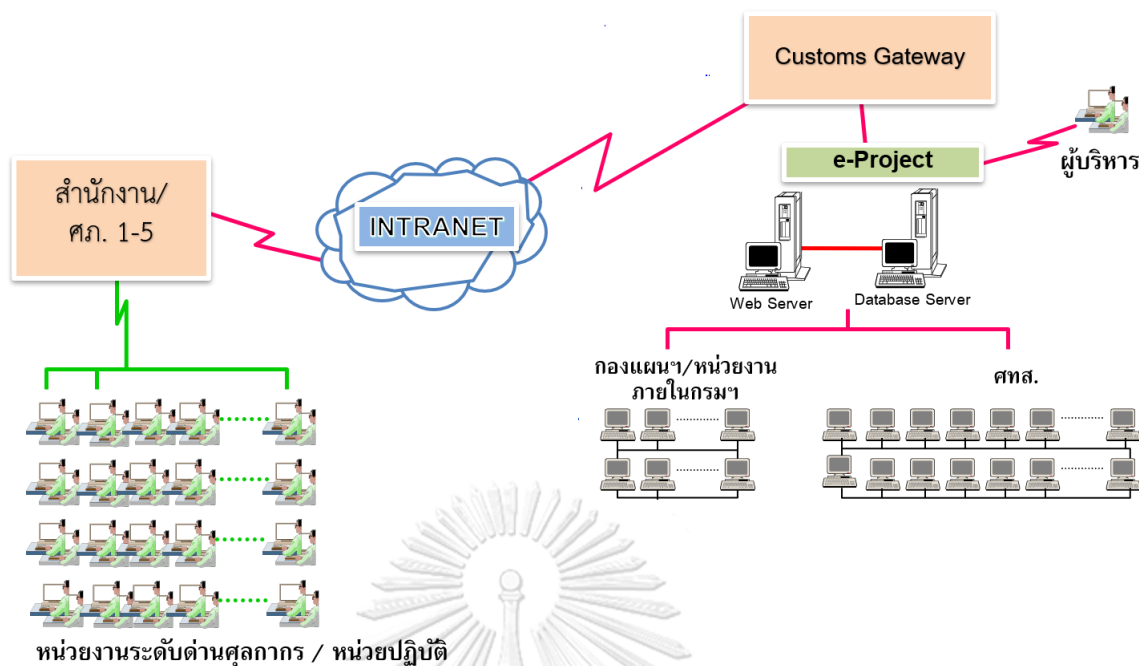 Customs Gateway
e-Project
ผู้บริหาร
สำนักงาน/
ศภ. 1-5
INTRANET
Web Server
Database Server
กองแผนฯ/หน่วยงาน
ภายในกรมฯ
ศทส.
หน่วยงานระดับด่านศุลกากร / หน่วยปฏิบัติ